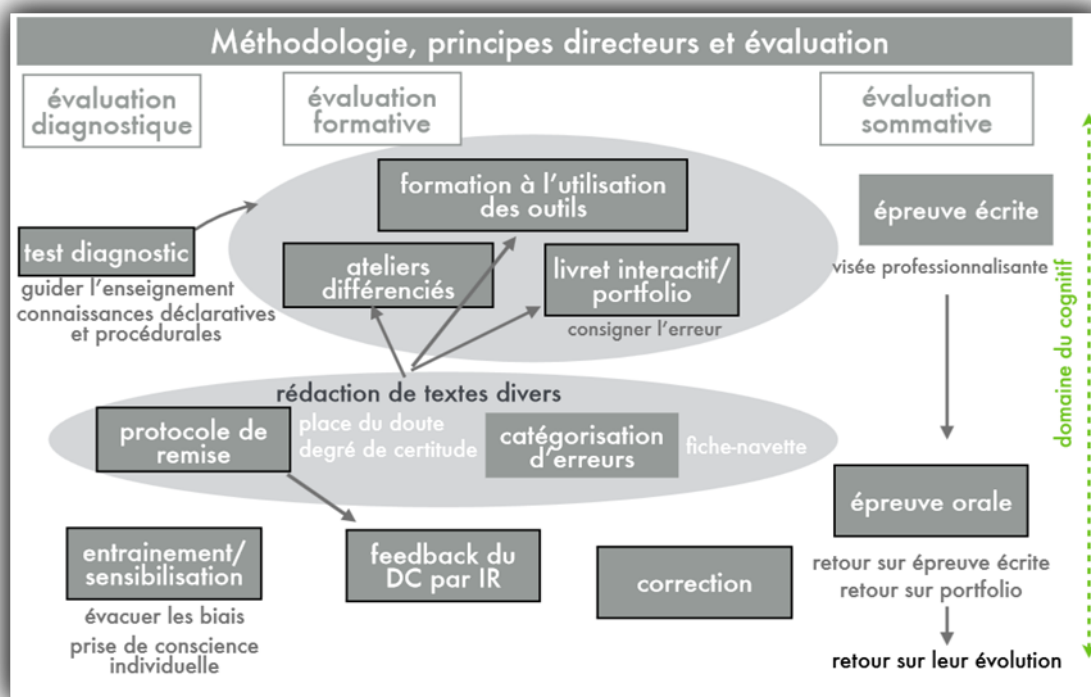 Méthodologie, principes directeurs et évaluation
évaluation
diagnostique
évaluation
formative
évaluation
sommative
formation à l'utilisation
des outils
épreuve écrite
visée professionnalisante
test diagnostic
guider l'enseignement
connaissances déclaratives
et procédurales
ateliers
différenciés
livret interactif/
portfolio
consigner l'erreur
domaine du cognitif
rédaction de textes divers
protocole de
remise
place du doute
degré de certitude
catégorisation
d'erreurs
fiche-navette
épreuve orale
retour sur épreuve écrite
retour sur portfolio
retour sur leur évolution
entrainement/
sensibilisation
évacuer les biais
prise de conscience
individuelle
feedback du
DC par IR
correction